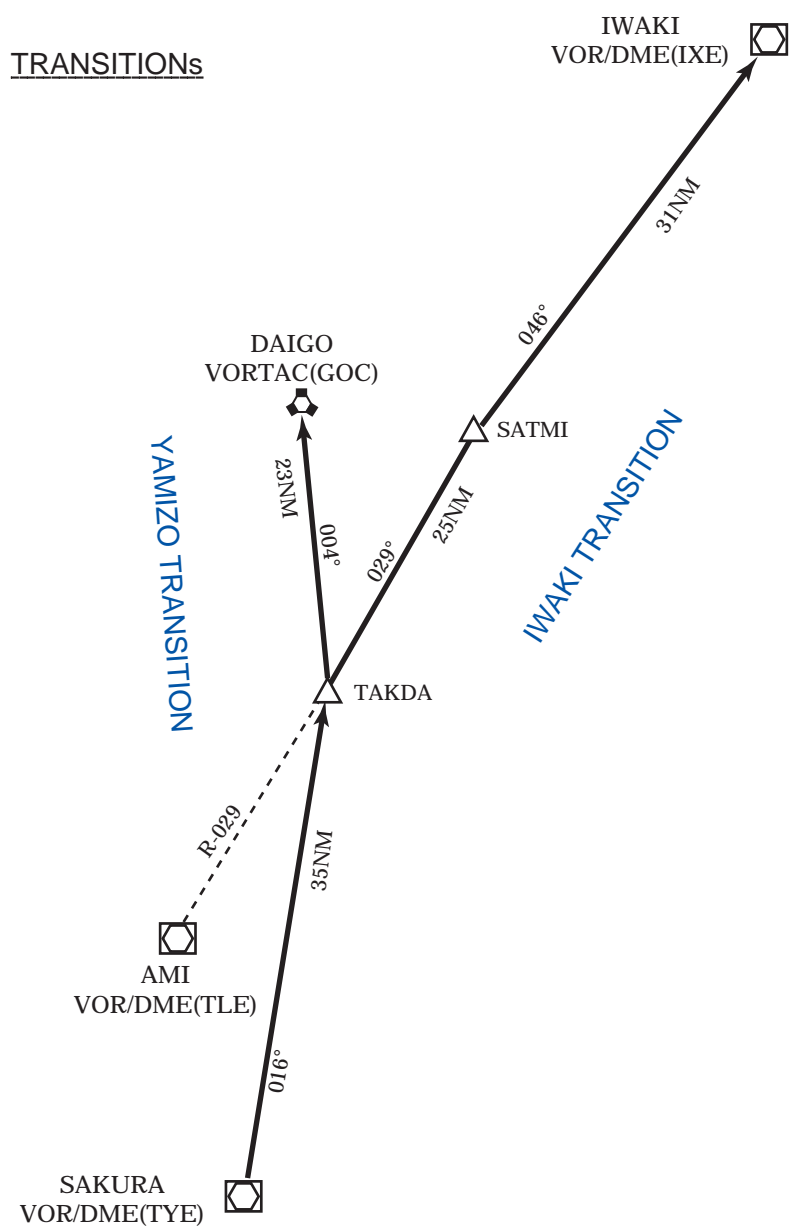 TRANSITIONs
IWAKI
VOR/DME(IXE)
31NM
046°
DAIGO
VORTAC(GOC)
SATMI
23NM
25NM
004°
029°
YAMIZO TRANSITION
IWAKI TRANSITION
TAKDA
R-029
35NM
AMI
VOR/DME(TLE)
016°
SAKURA
VOR/DME(TYE)